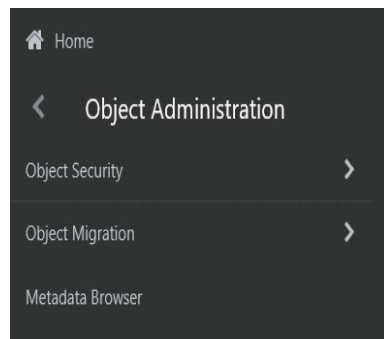 Home
Object Administration
Object Security
Object Migration
Metadata Browser